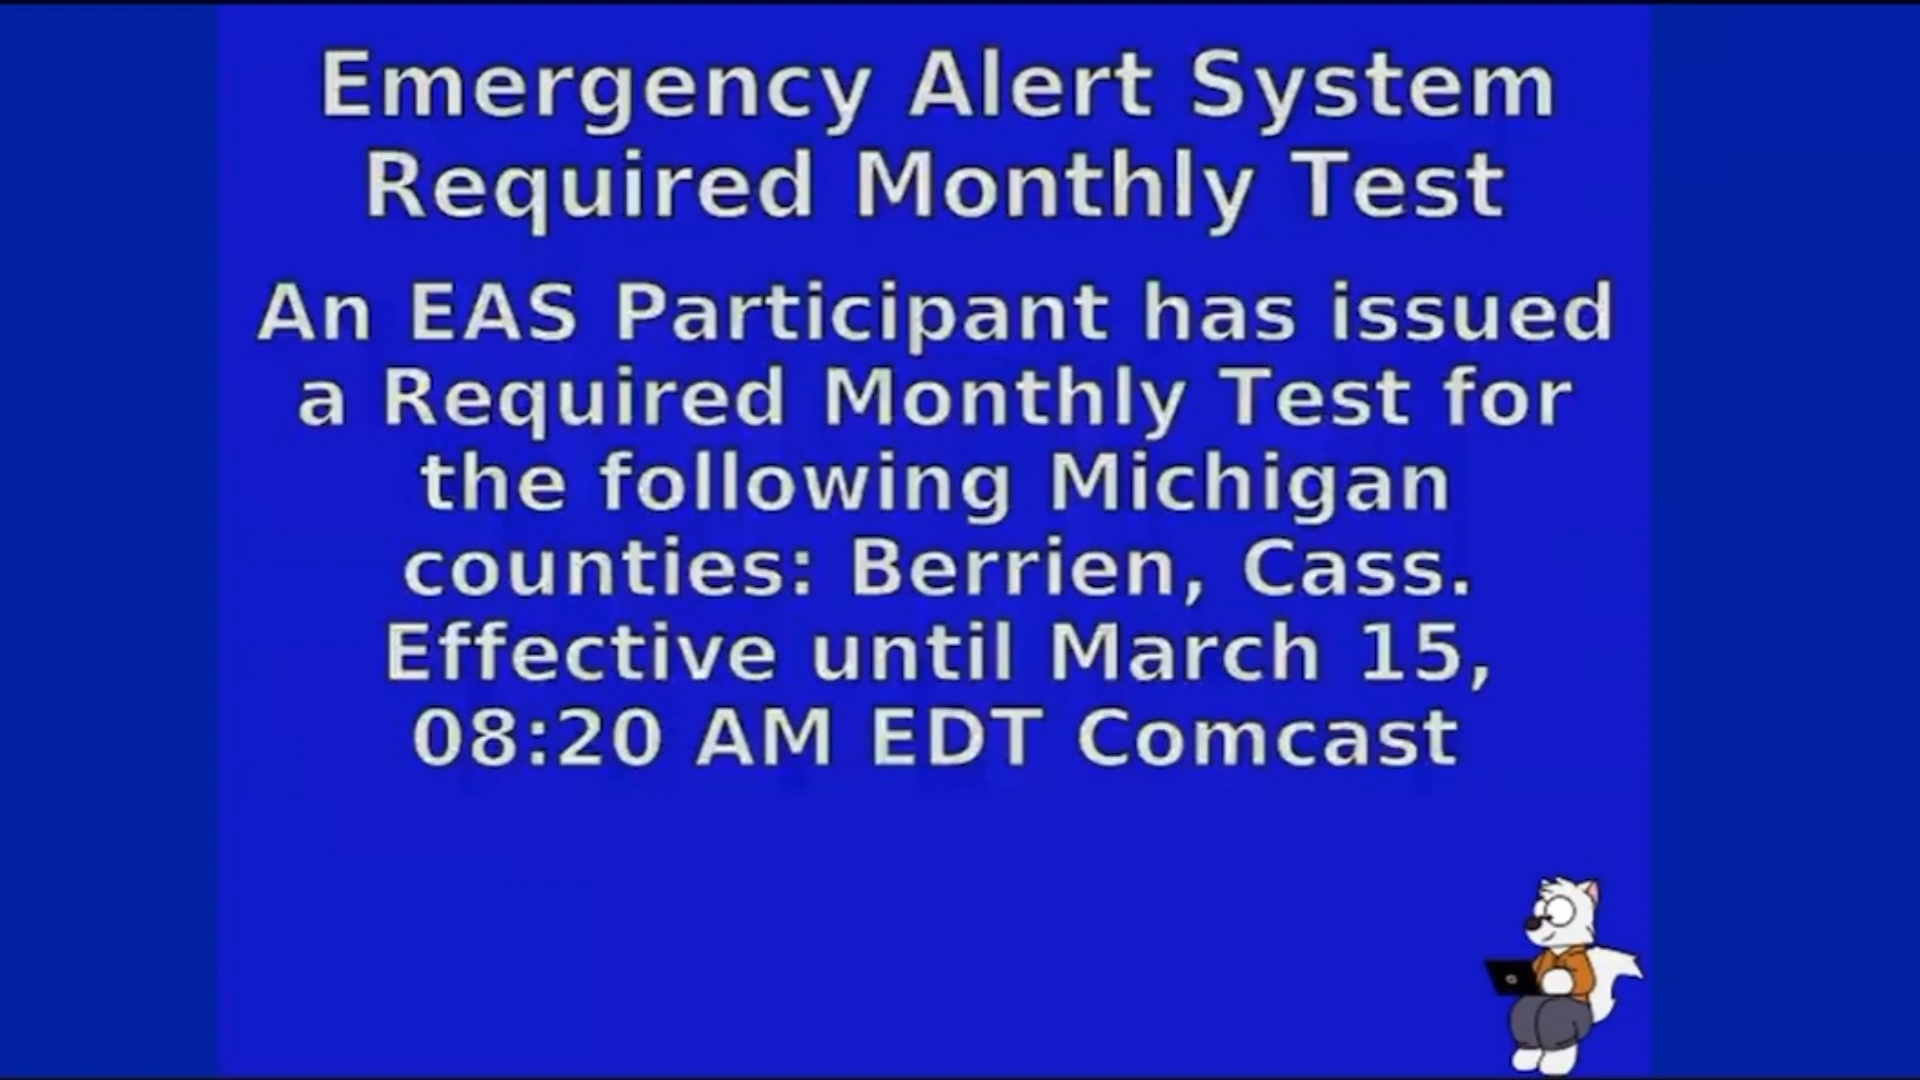 Emergency Alert System
Required Monthly Test
An EAS Participant has issued
a Required Monthly Test for
the following Michigan
counties: Berrien, Cass.
Effective until March 15,
08:20 AM EDT Comcast